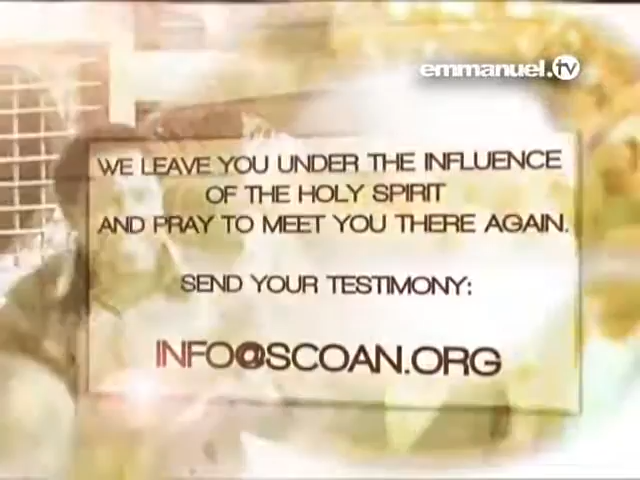 emmanuel.tv
WE LEAVE YOU UNDER THE INFLUENCE
OF THE HOLY SPIRIT
AND PRAY TO MEET YOU THERE AGAIN.
SEND YOUR TESTIMONY:
INFO@SCOAN.ORG